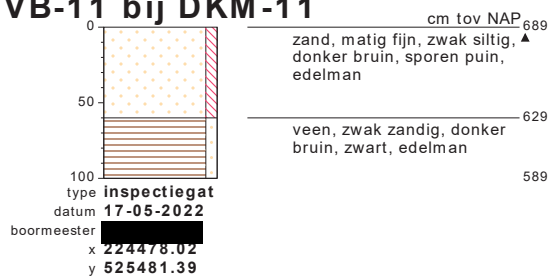 VB-11 bij DKM-11
cm tov NAP
0
689
zand, matig fijn, zwak siltig,
donker bruin, sporen puin,
edelman
50
629
veen, zwak zandig, donker
bruin, zwart, edelman
100
589
type inspectiegat
datum 17-05-2022
boormeester
x 224478.02
y 525481.39